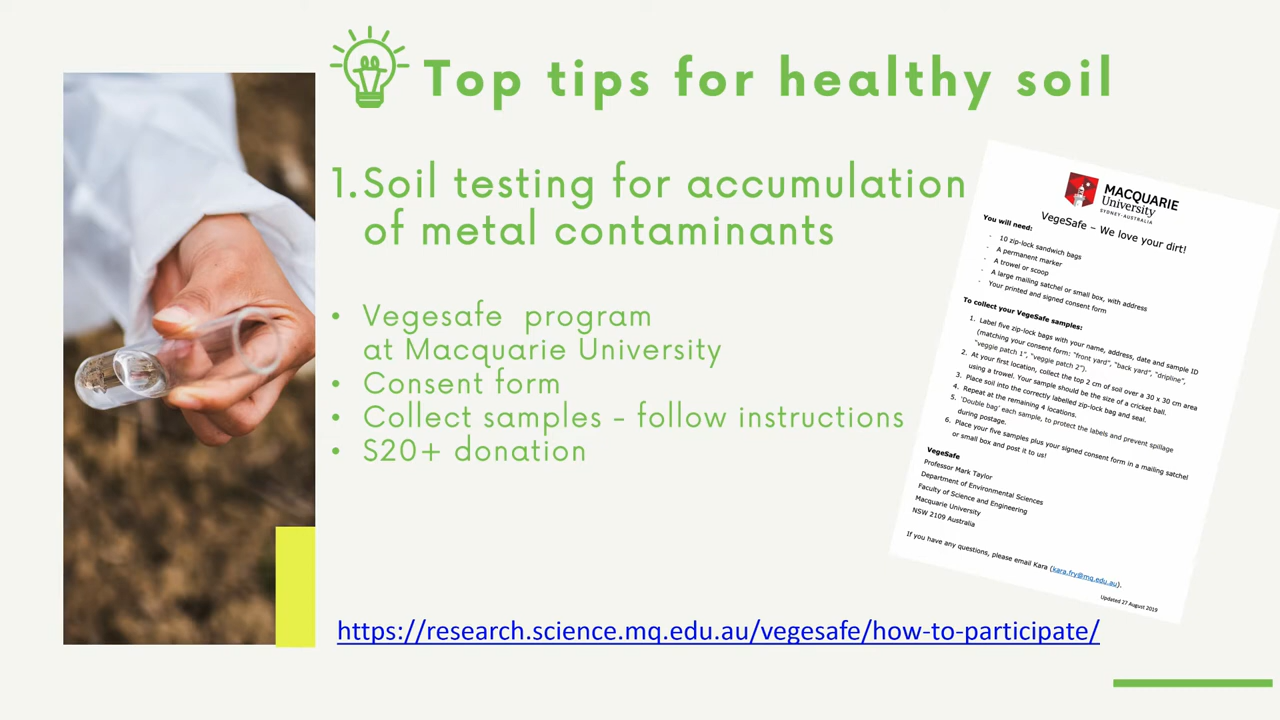 Top tips for healthy soil
1.Soil testing for accumulation
of metal contaminants
• Vegesafe program
at Macquarie University
• Consent form
• Collect samples - follow instructions
• S20+ donation
https://research.science.mq.edu.au/vegesafe/how-to-participate/
MACQUARIE
University
SYDNEY·AUSTRALIA
VegeSafe – We love your dirt!
You will need:
- 10 zip-lock sandwich bags
- A permanent marker
- A trowel or scoop
- A large mailing satchel or small box, with address
- Your printed and signed consent form
To collect your VegeSafe samples:
1. Label five zip-lock bags with your name, address, date and sample ID
(matching your consent form: "front yard", "back yard", "dripline",
"veggie patch 1", "veggie patch 2").
2. At your first location, collect the top 2 cm of soil over a 30 x 30 cm area
using a trowel. Your sample should be the size of a cricket ball.
3. Place soil into the correctly labelled zip-lock bag and seal.
4. Repeat at the remaining 4 locations.
5. 'Double bag' each sample, to protect the labels and prevent spillage
during postage.
6. Place your five samples plus your signed consent form in a mailing satchel
or small box and post it to us!
VegeSafe
Professor Mark Taylor
Department of Environmental Sciences
Faculty of Science and Engineering
Macquarie University
NSW 2109 Australia
If you have any questions, please email Kara (kara.fry@mq.edu.au).
Updated 27 August 2019